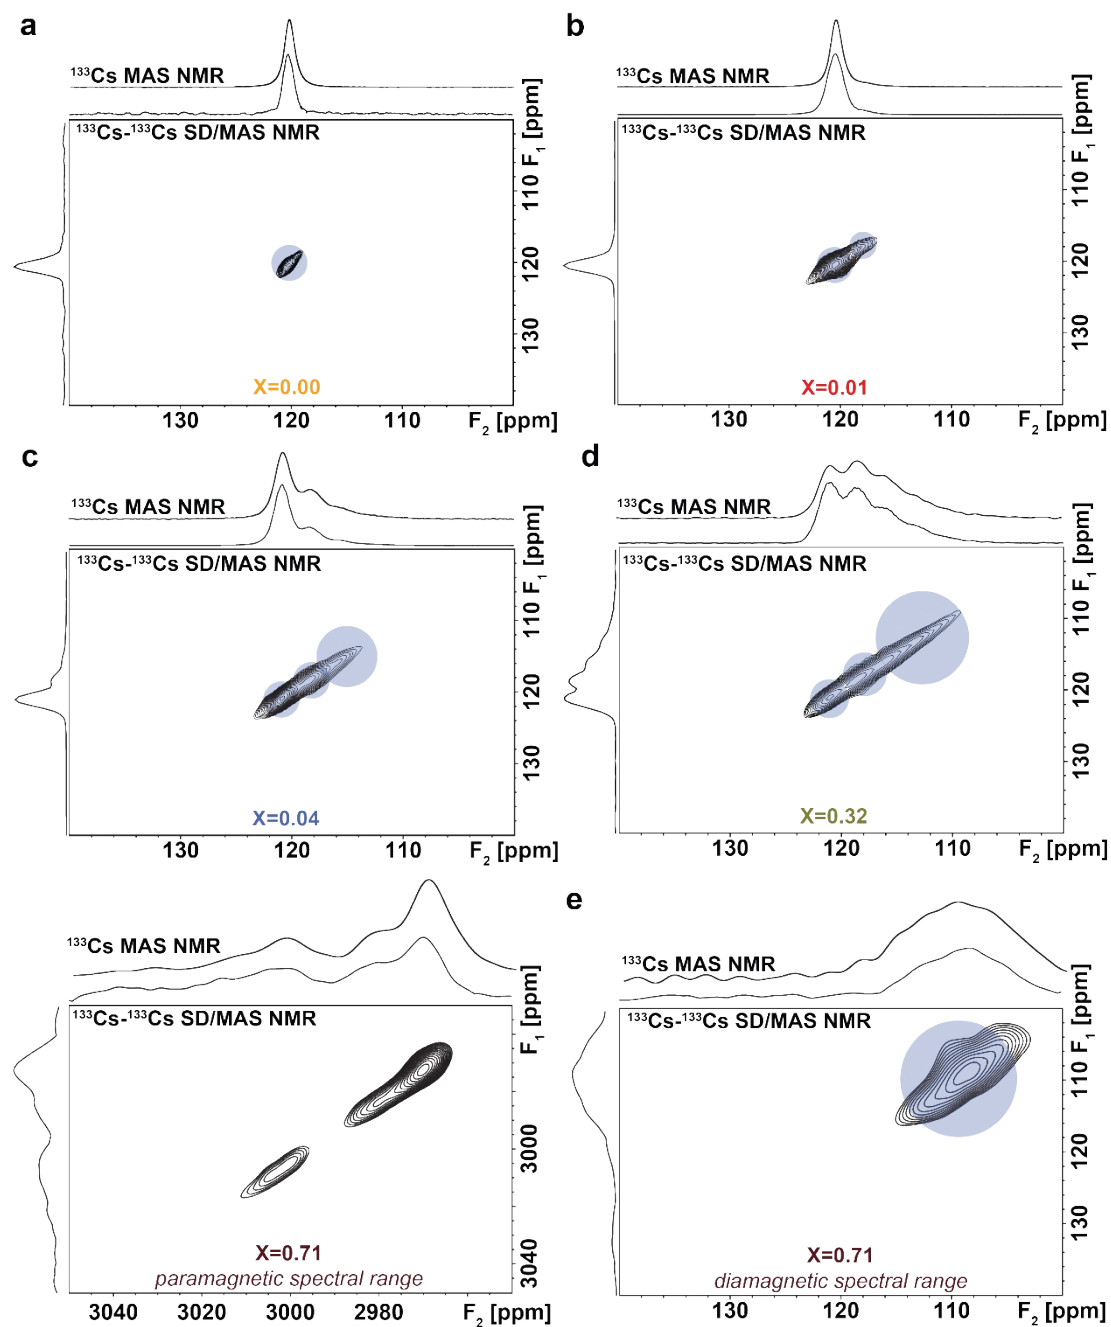 a
¹³³Cs MAS NMR
¹³³Cs-¹³³Cs SD/MAS NMR
F₁ [ppm]
110
120
130
X=0.00
130 120 110 F₂ [ppm]
b
¹³³Cs MAS NMR
¹³³Cs-¹³³Cs SD/MAS NMR
F₁ [ppm]
110
120
130
X=0.01
130 120 110 F₂ [ppm]
c
¹³³Cs MAS NMR
¹³³Cs-¹³³Cs SD/MAS NMR
F₁ [ppm]
110
120
130
X=0.04
130 120 110 F₂ [ppm]
d
¹³³Cs MAS NMR
¹³³Cs-¹³³Cs SD/MAS NMR
F₁ [ppm]
110
120
130
X=0.32
130 120 110 F₂ [ppm]
¹³³Cs MAS NMR
¹³³Cs-¹³³Cs SD/MAS NMR
F₁ [ppm]
3000
3040
X=0.71
paramagnetic spectral range
3040 3020 3000 2980 F₂ [ppm]
e
¹³³Cs MAS NMR
¹³³Cs-¹³³Cs SD/MAS NMR
F₁ [ppm]
110
120
130
X=0.71
diamagnetic spectral range
130 120 110 F₂ [ppm]